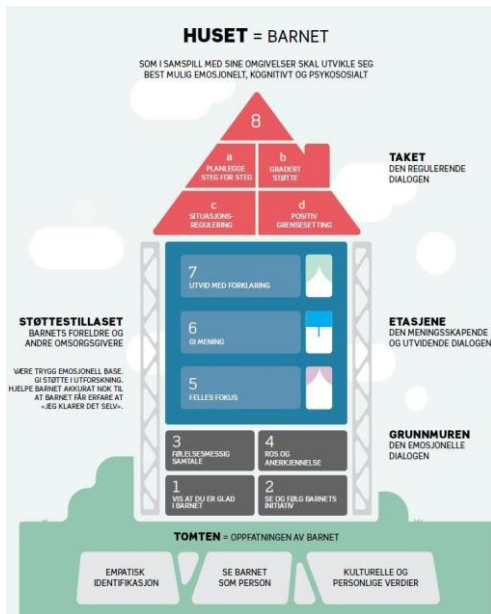 HUSET = BARNET
SOM I SAMSPILL MED SINE OMGIVELSER SKAL UTVIKLE SEG
BEST MULIG EMOSJONELT, KOGNITIVT OG PSYKOSOSIALT
8
a
PLANLEGGE
STEG FOR STEG
b
GRADERT
STØTTE
c
SITUASJONS-
REGULERING
d
POSITIV
GRENSESETTING
TAKET
DEN REGULERENDE
DIALOGEN
7
UTVID MED FORKLARING
6
GI MENING
5
FELLES FOKUS
STØTTESTILLASET
BARNETS FORELDRE OG
ANDRE OMSORGSGIVERE
VÆRE TRYGG EMOSJONELL BASE.
GI STØTTE I UTFORSKNING.
HJELPE BARNET AKKURAT NOK TIL
AT BARNET FÅR ERFARE AT
«JEG KLARER DET SELV».
ETASJENE
DEN MENINGSSKAPENDE
OG UTVIDENDE DIALOGEN
3
FØLELSESMESSIG
SAMTALE
4
ROS OG
ANERKJENNELSE
1
VIS AT DU ER GLAD
I BARNET
2
SE OG FØLG BARNETS
INITIATIV
GRUNNMUREN
DEN EMOSJONELLE
DIALOGEN
TOMTEN = OPPFATNINGEN AV BARNET
EMPATISK
IDENTIFIKASJON
SE BARNET
SOM PERSON
KULTURELLE OG
PERSONLIGE VERDIER